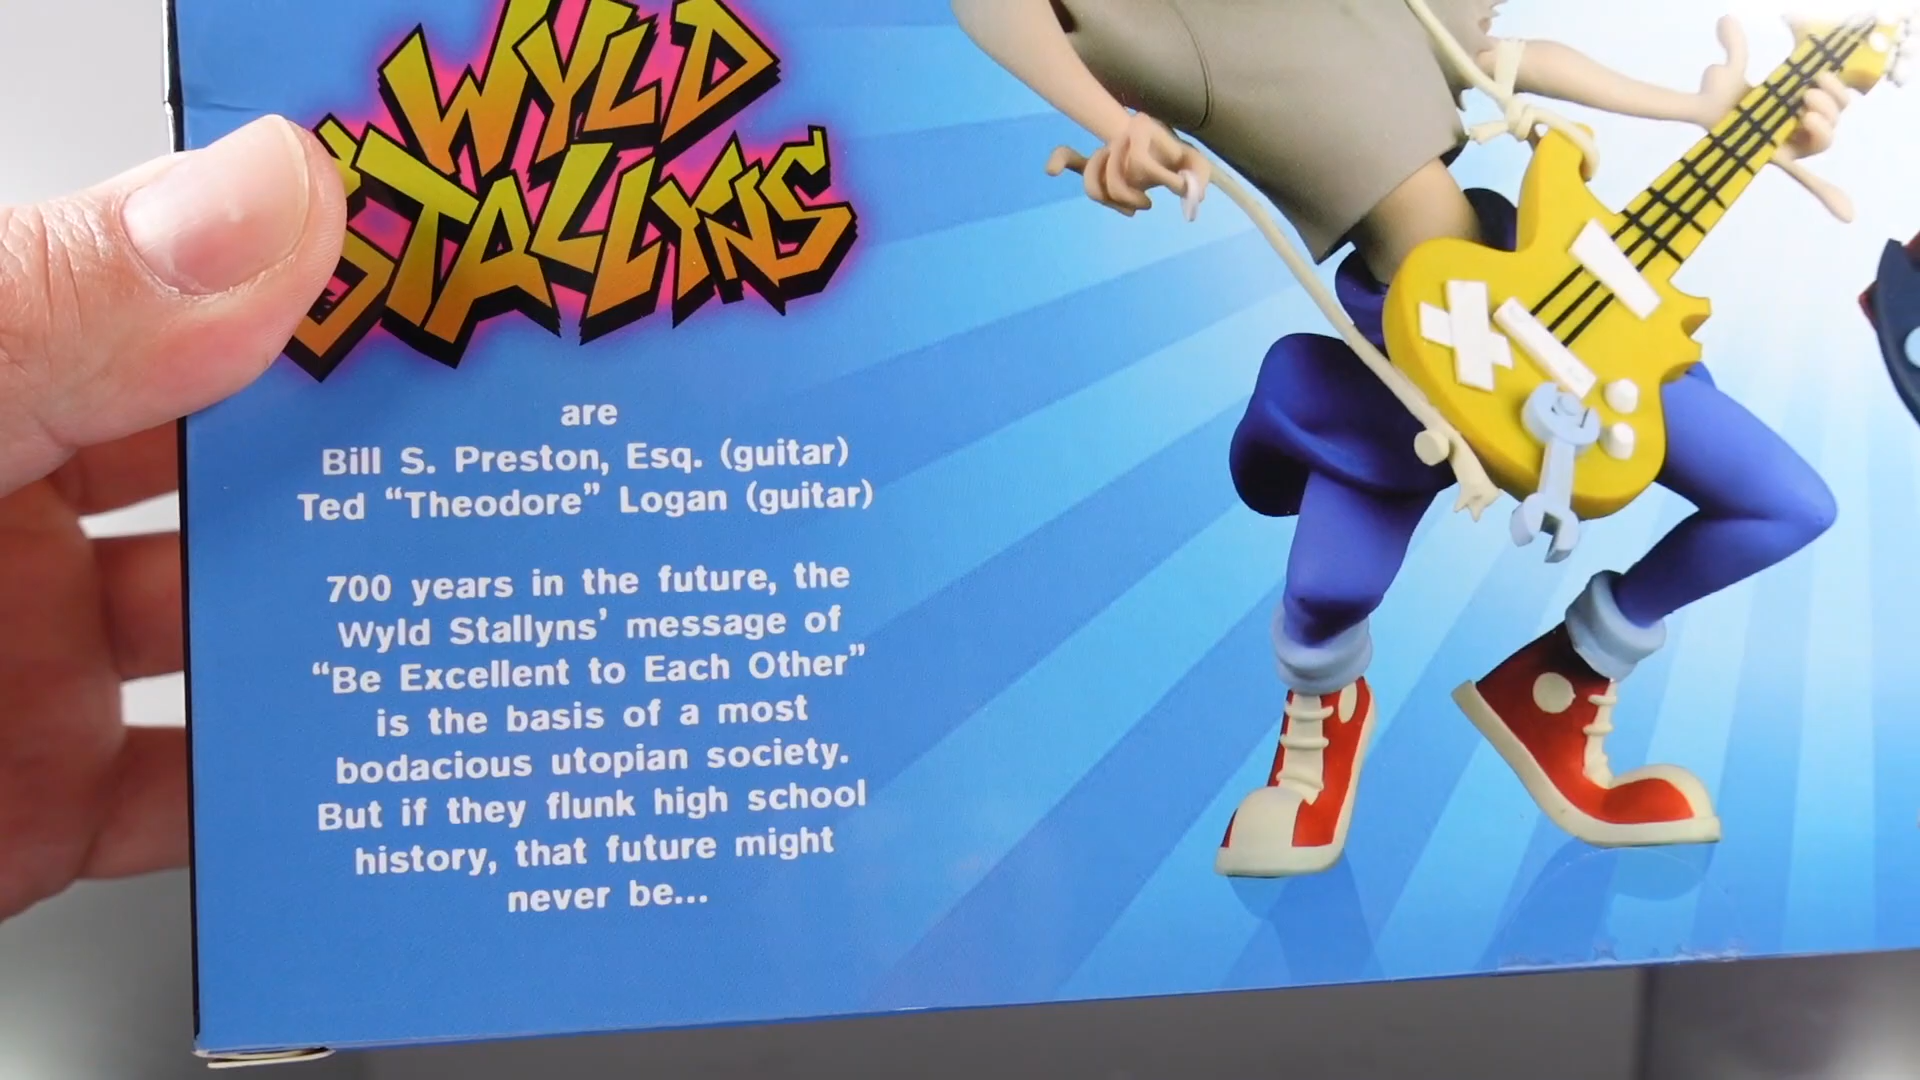 WYLD
STALLYNS
are
Bill S. Preston, Esq. (guitar)
Ted “Theodore” Logan (guitar)
700 years in the future, the
Wyld Stallyns’ message of
“Be Excellent to Each Other”
is the basis of a most
bodacious utopian society.
But if they flunk high school
history, that future might
never be...